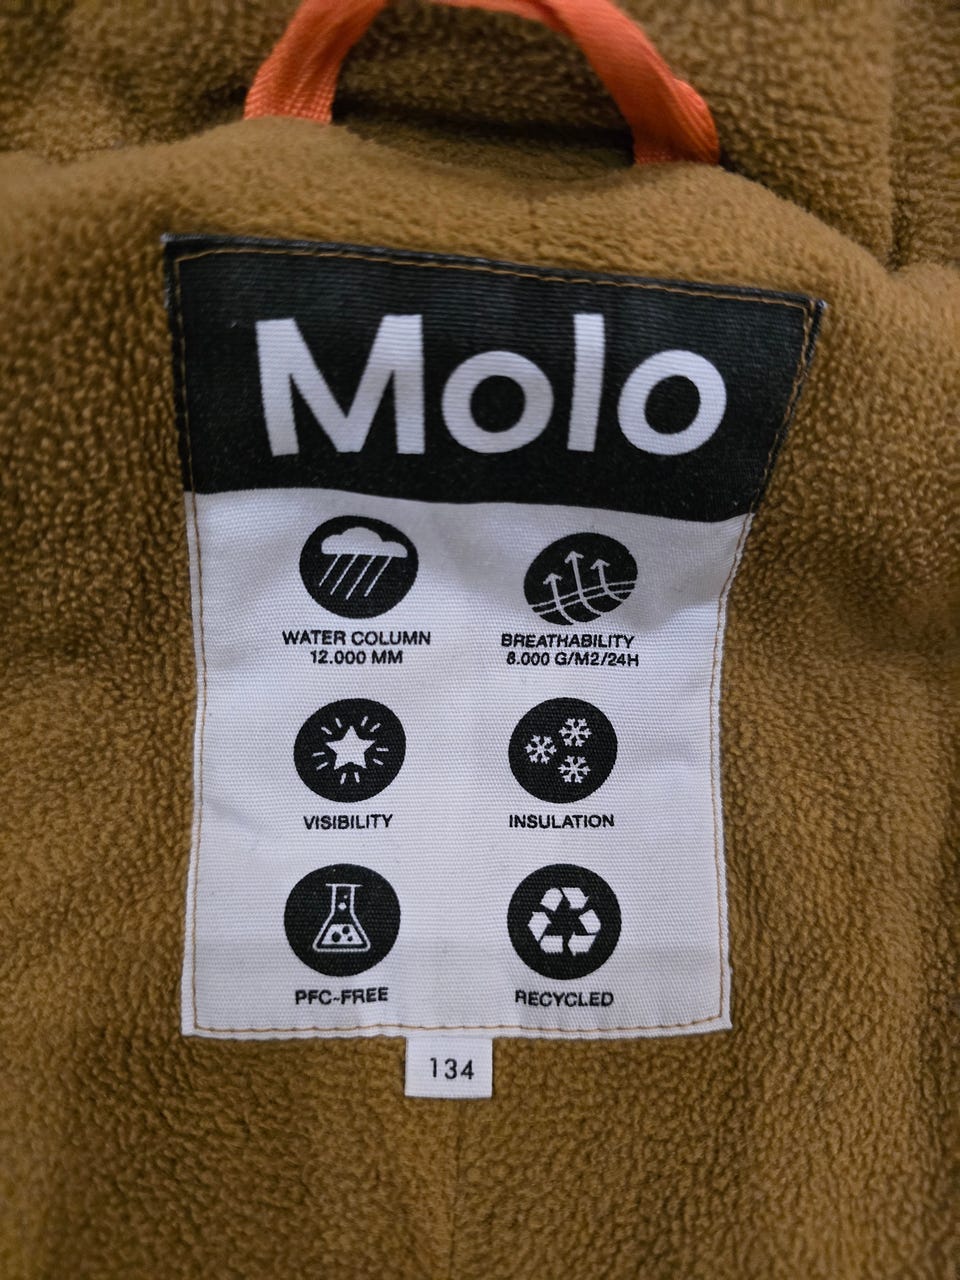 Molo
WATER COLUMN
12.000 MM
BREATHABILITY
8.000 G/M2/24H
VISIBILITY
INSULATION
PFC-FREE
RECYCLED
134